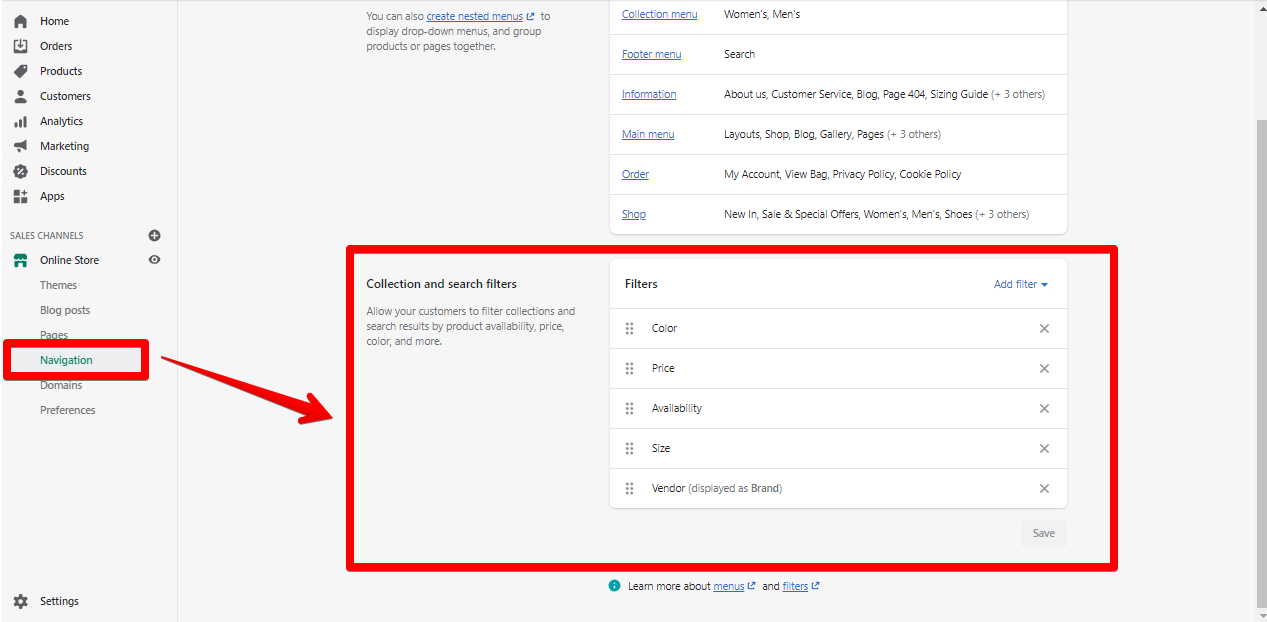 Home
Orders
Products
Customers
Analytics
Marketing
Discounts
Apps
SALES CHANNELS
Online Store
Themes
Blog posts
Pages
Navigation
Domains
Preferences
Settings
You can also create nested menus to
display drop-down menus, and group
products or pages together.
Collection menu Women's, Men's
Footer menu Search
Information About us, Customer Service, Blog, Page 404, Sizing Guide (+ 3 others)
Main menu Layouts, Shop, Blog, Gallery, Pages (+ 3 others)
Order My Account, View Bag, Privacy Policy, Cookie Policy
Shop New In, Sale & Special Offers, Women's, Men's, Shoes (+ 3 others)
Collection and search filters
Allow your customers to filter collections and
search results by product availability, price,
color, and more.
Filters Add filter
Color
Price
Availability
Size
Vendor (displayed as Brand)
Save
Learn more about menus and filters